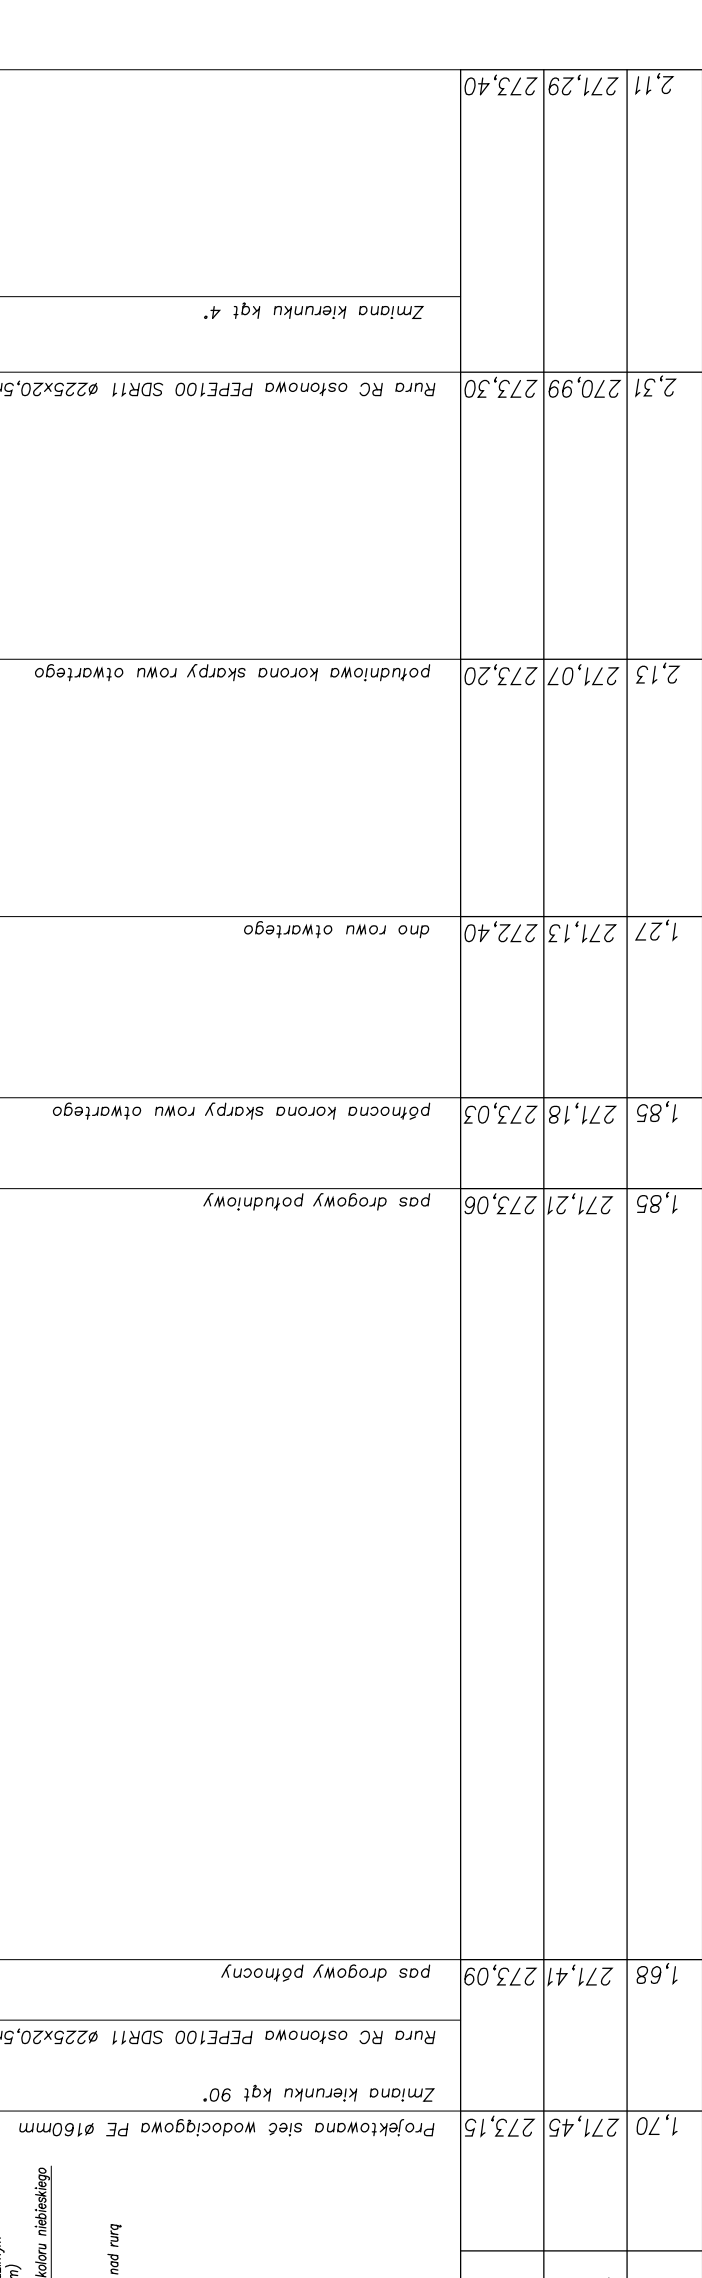 koloru niebieskiego
nad rurą
1,70 271,45 273,15 Projektowana sieć wodociągowa PE ø160mm
Zmiana kierunku kąt 90°
Rura RC osłonowa PEPE100 SDR11 ø225x20,5
1,68 271,41 273,09 pas drogowy północny
1,85 271,21 273,06 pas drogowy południowy
1,85 271,18 273,03 północna korona skarpy rowu otwartego
1,27 271,13 272,40 dno rowu otwartego
2,13 271,07 273,20 południowa korona skarpy rowu otwartego
2,31 270,99 273,30 Rura RC osłonowa PEPE100 SDR11 ø225x20,5
Zmiana kierunku kąt 4°
2,11 271,29 273,40